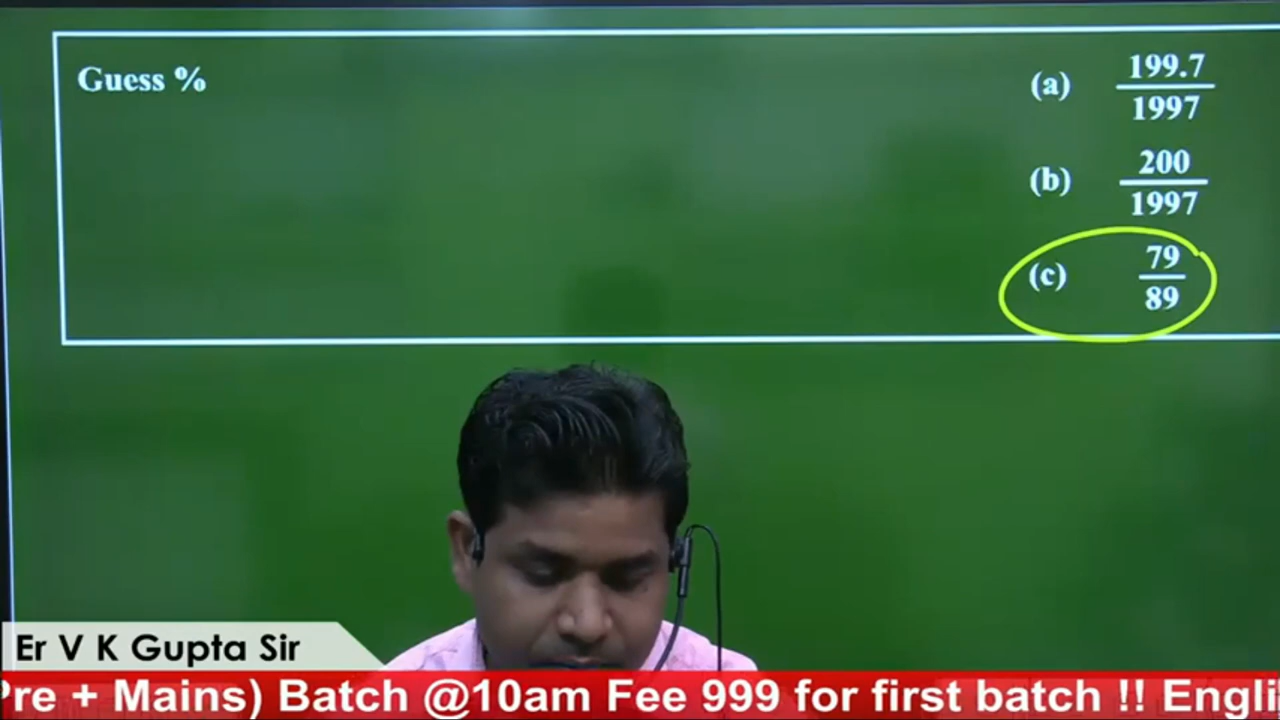 Guess %
(a) 199.7
1997
(b) 200
1997
(c) 79
89
Er V K Gupta Sir
Pre + Mains) Batch @10am Fee 999 for first batch !! Engli